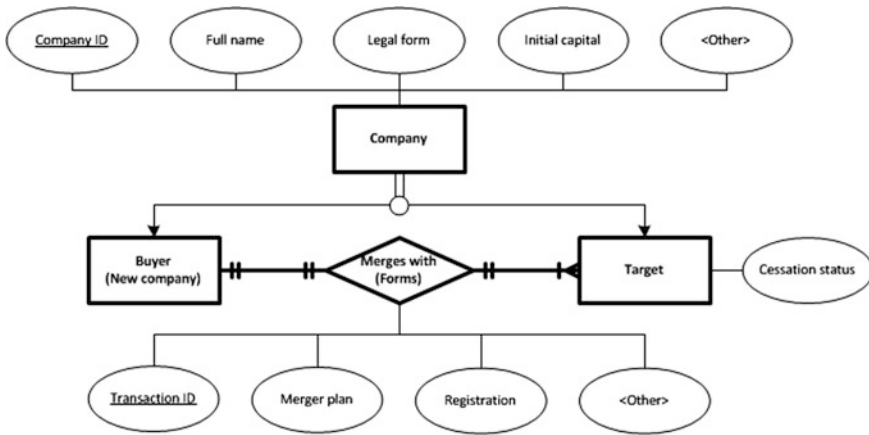 Company ID
Full name
Legal form
Initial capital
<Other>
Company
Buyer
(New company)
Merges with
(Forms)
Target
Cessation status
Transaction ID
Merger plan
Registration
<Other>